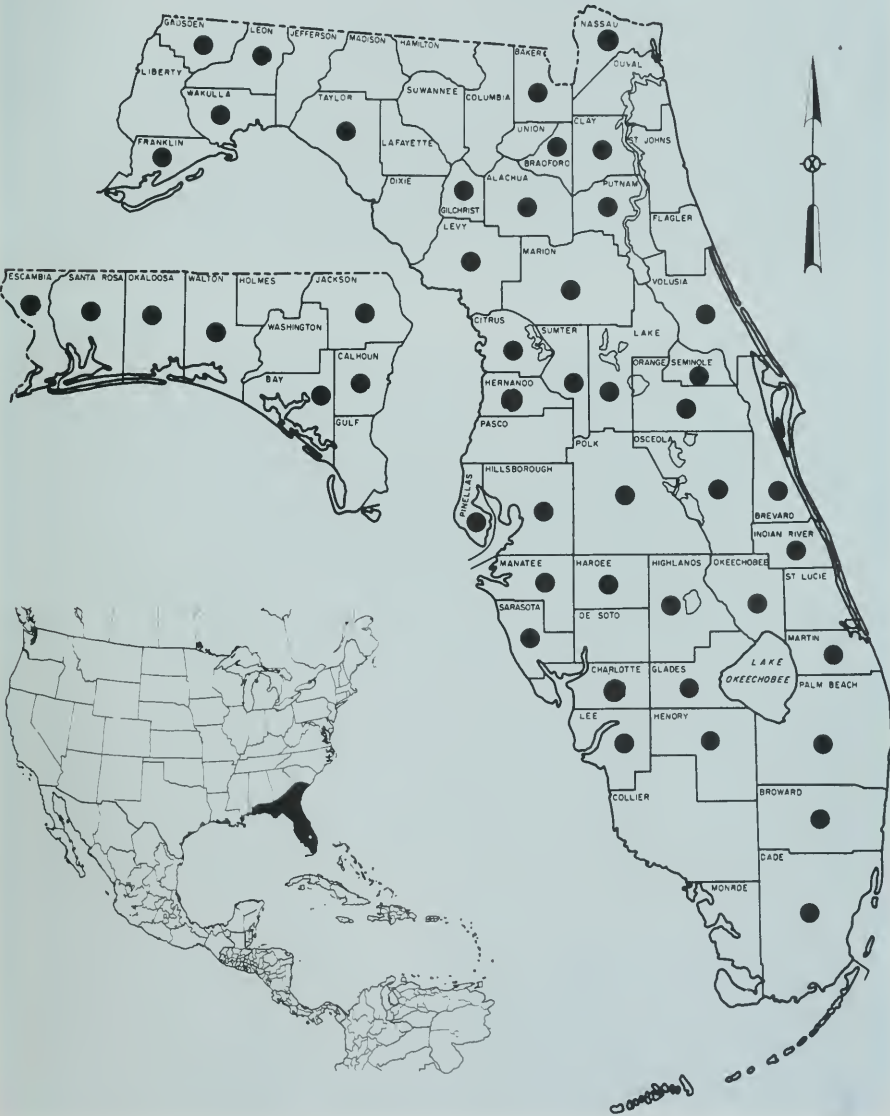 NASSAU
GADSDEN
LEON
JEFFERSON
MADISON
HAMILTON
BAKER
DUVAL
LIBERTY
WAKULLA
TAYLOR
SUWANNEE
COLUMBIA
UNION
CLAY
ST JOHNS
FRANKLIN
LAFAYETTE
BRADFORD
DIXIE
GILCHRIST
ALACHUA
PUTNAM
FLAGLER
LEVY
MARION
VOLUSIA
ESCAMBIA
SANTA ROSA
OKALOOSA
WALTON
HOLMES
JACKSON
WASHINGTON
CALHOUN
BAY
GULF
CITRUS
SUMTER
LAKE
ORANGE
SEMINOLE
HERNANDO
PASCO
POLK
OSCEOLA
HILLSBOROUGH
PINELLAS
BREVARD
INDIAN RIVER
MANATEE
HARDEE
HIGHLANDS
OKEECHOBEE
ST LUCIE
SARASOTA
DE SOTO
MARTIN
LAKE
OKEECHOBEE
CHARLOTTE
GLADES
PALM BEACH
LEE
HENDRY
COLLIER
BROWARD
DADE
MONROE